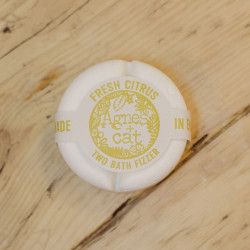 FRESH CITRUS
Agnes
+
cat
TWO BATH FIZZER
ADE
IN